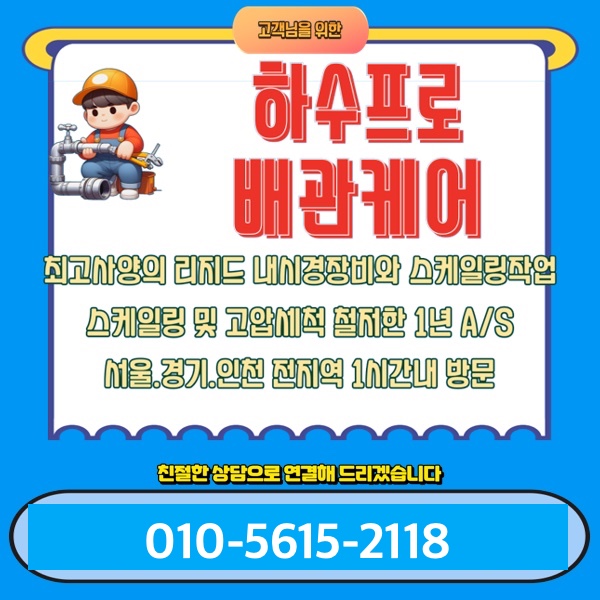 고객님을 위한
하수프로
배관케어
최고사양의 리지드 내시경장비와 스케일링작업
스케일링 및 고압세척 철저한 1년 A/S
서울.경기.인천 전지역 1시간내 방문
친절한 상담으로 연결해 드리겠습니다
010-5615-2118